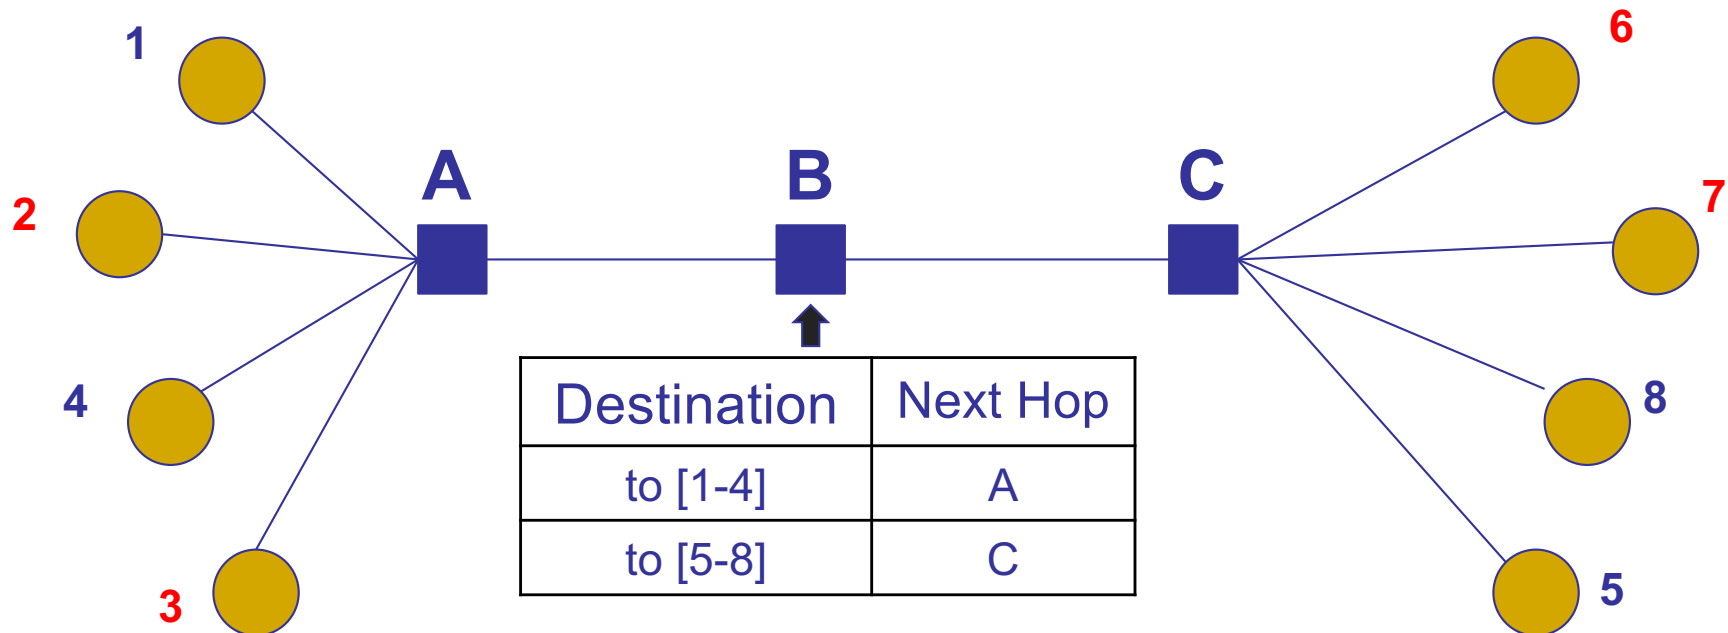 1
6
A
B
C
2
7
4
8
Destination
Next Hop
to [1-4]
A
to [5-8]
C
3
5